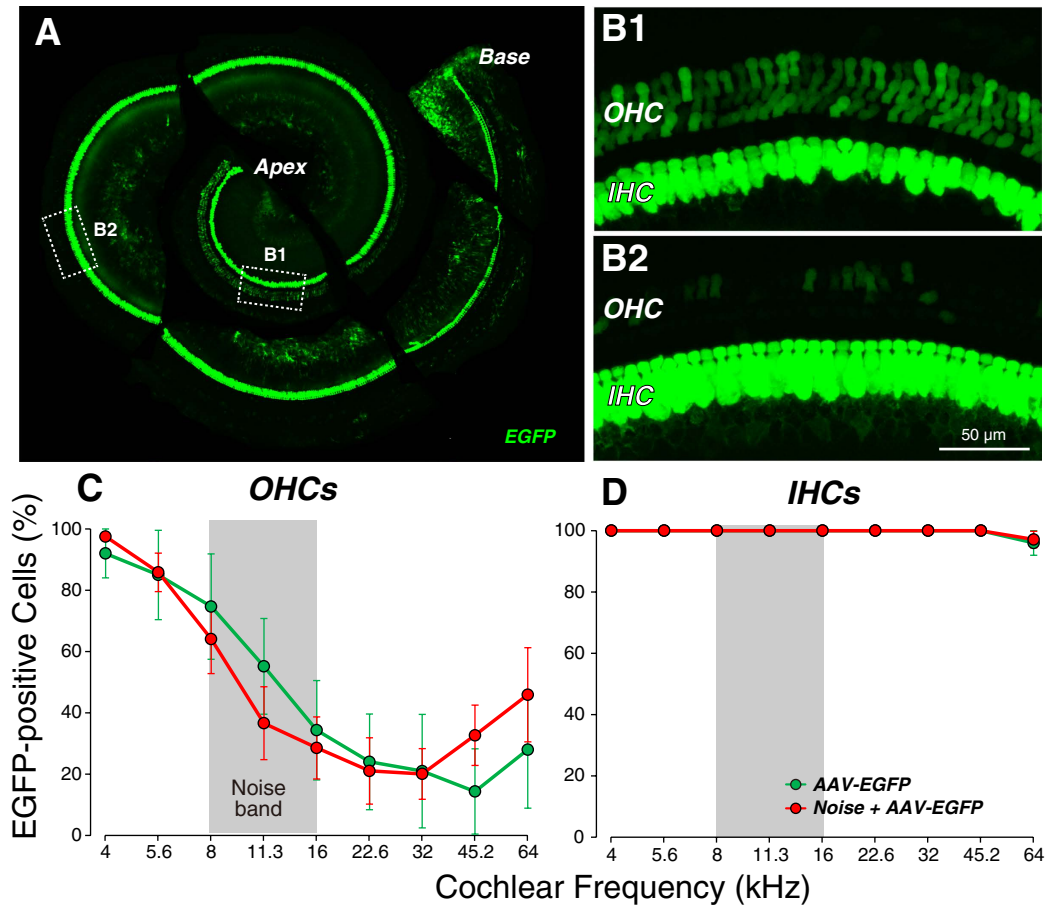 A
Base
Apex
B2
B1
EGFP
B1
OHC
IHC
B2
OHC
IHC
50 µm
C
OHCs
D
IHCs
EGFP-positive Cells (%)
100
80
60
40
20
0
Noise
band
4
5.6
8
11.3
16
22.6
32
45.2
64
100
80
60
40
20
0
AAV-EGFP
Noise + AAV-EGFP
4
5.6
8
11.3
16
22.6
32
45.2
64
Cochlear Frequency (kHz)